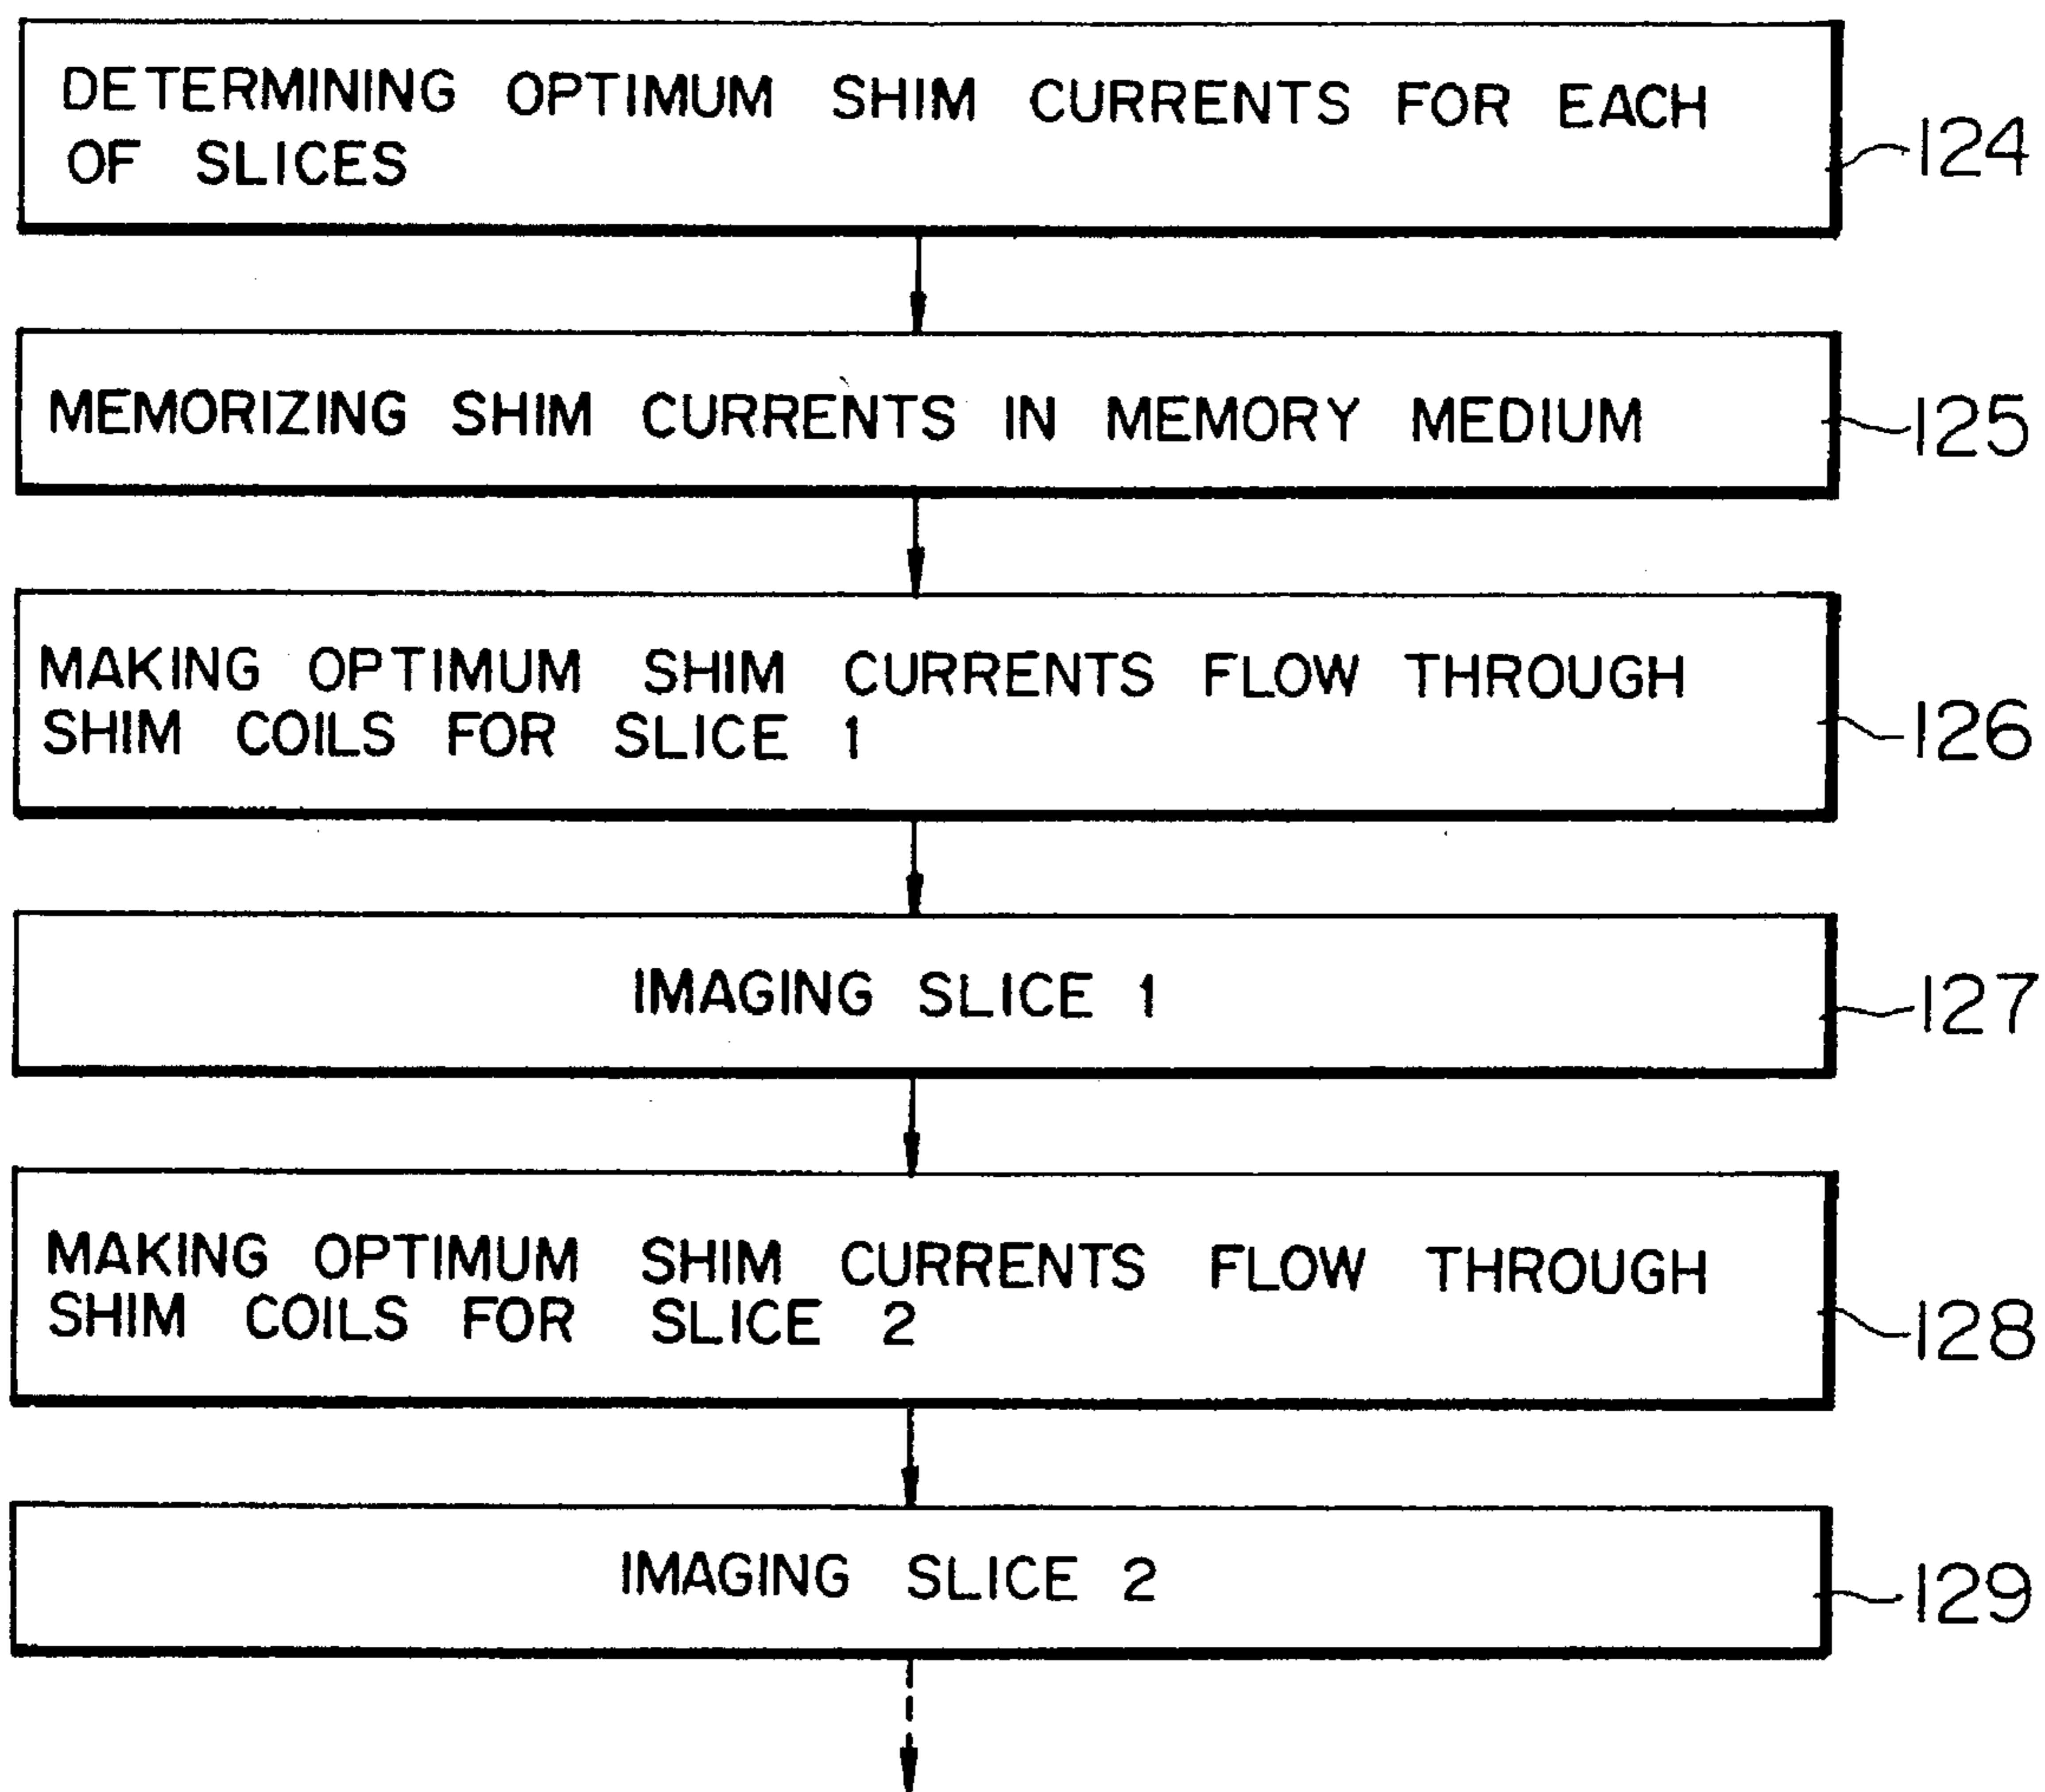 DETERMINING OPTIMUM SHIM CURRENTS FOR EACH
OF SLICES
124
MEMORIZING SHIM CURRENTS IN MEMORY MEDIUM
125
MAKING OPTIMUM SHIM CURRENTS FLOW THROUGH
SHIM COILS FOR SLICE 1
126
IMAGING SLICE 1
127
MAKING OPTIMUM SHIM CURRENTS FLOW THROUGH
SHIM COILS FOR SLICE 2
128
IMAGING SLICE 2
129